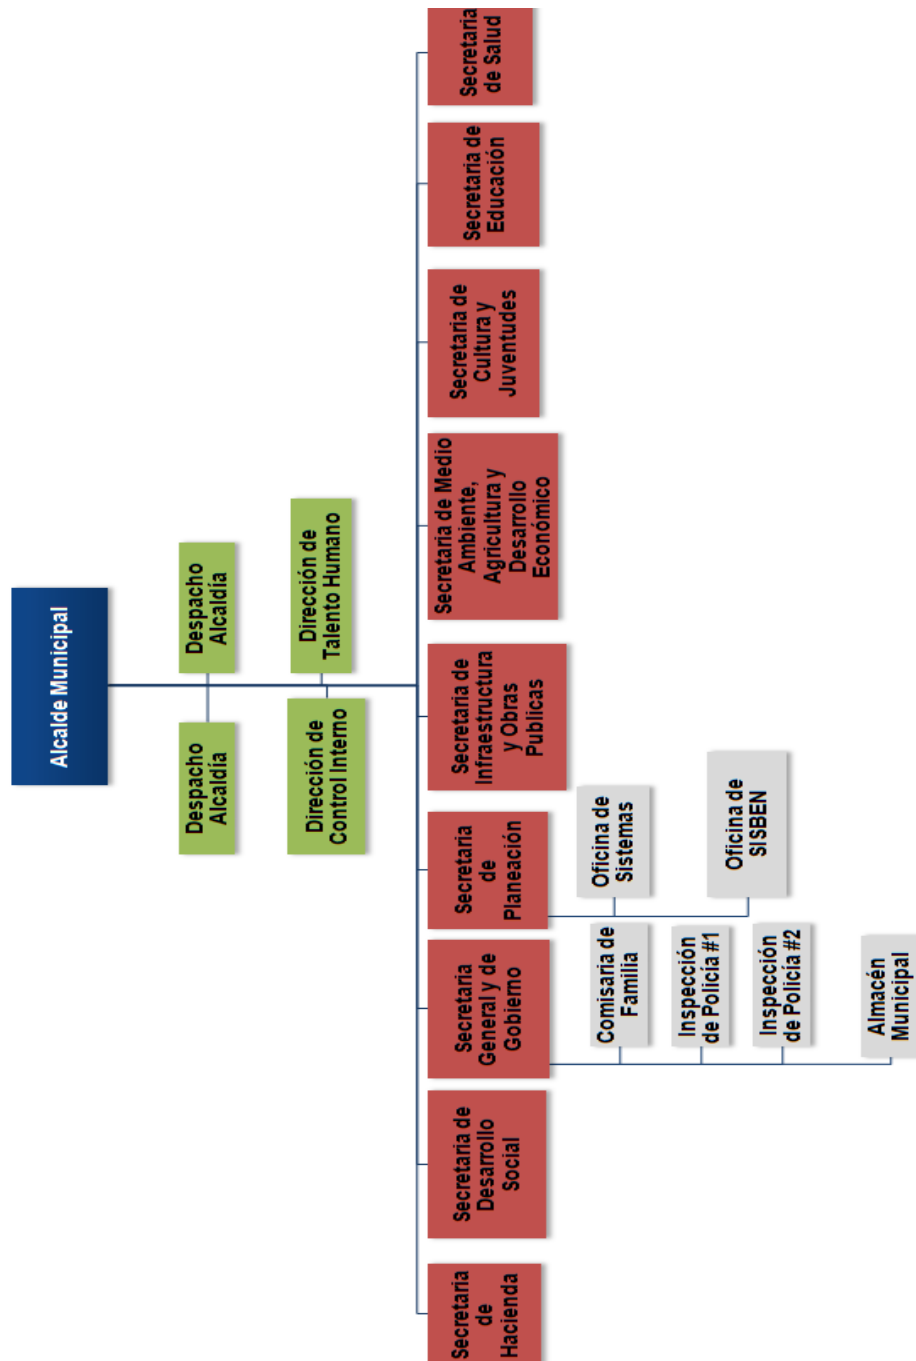 Alcalde Municipal
Despacho
Alcaldía
Despacho
Alcaldía
Dirección de
Control Interno
Dirección de
Talento Humano
Secretaria
de
Hacienda
Secretaria de
Desarrollo
Social
Secretaria
General y de
Gobierno
Secretaria
de
Planeación
Secretaria de
Infraestructura
y Obras
Publicas
Secretaria de Medio
Ambiente,
Agricultura y
Desarrollo
Económico
Secretaria de
Cultura y
Juventudes
Secretaria de
Educación
Secretaria
de Salud
Comisaria de
Familia
Inspección
de Policía #1
Inspección
de Policía #2
Almacén
Municipal
Oficina de
Sistemas
Oficina de
SISBEN